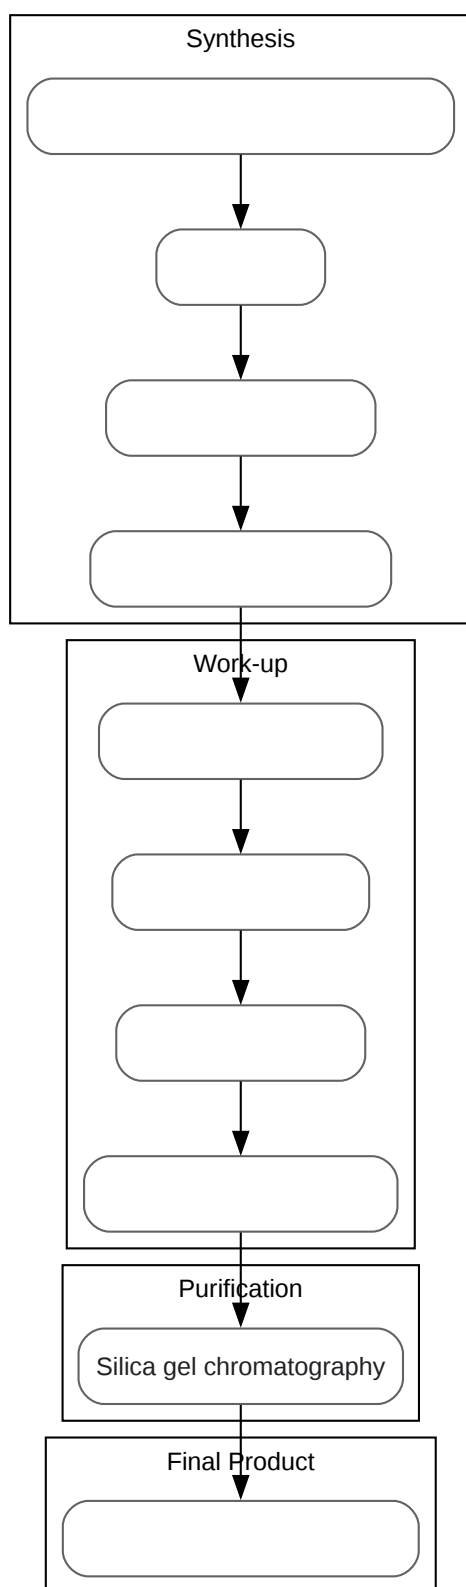 Synthesis
Work-up
Purification
Silica gel chromatography
Final Product